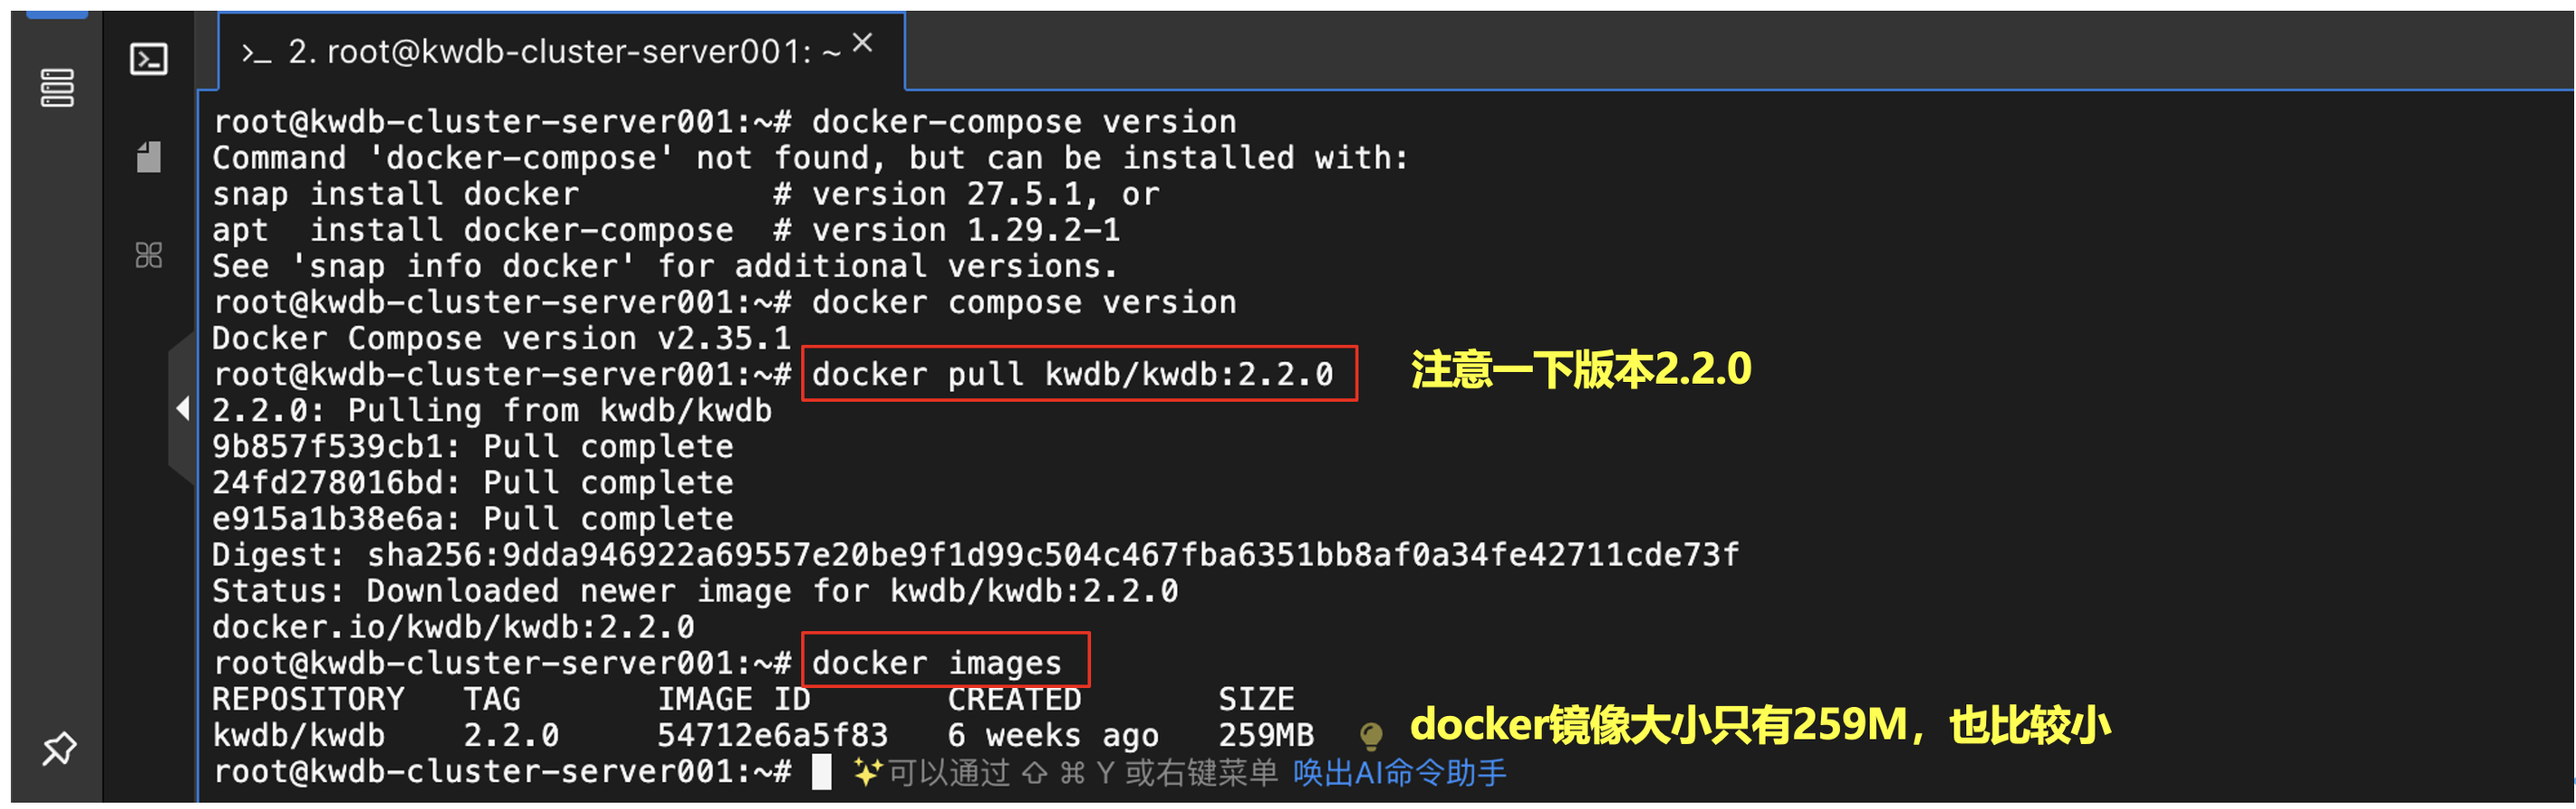 >_ 2. root@kwdb-cluster-server001: ~ ×
root@kwdb-cluster-server001:~# docker-compose version
Command 'docker-compose' not found, but can be installed with:
snap install docker          # version 27.5.1, or
apt  install docker-compose  # version 1.29.2-1
See 'snap info docker' for additional versions.
root@kwdb-cluster-server001:~# docker compose version
Docker Compose version v2.35.1
root@kwdb-cluster-server001:~# docker pull kwdb/kwdb:2.2.0
注意一下版本2.2.0
2.2.0: Pulling from kwdb/kwdb
9b857f539cb1: Pull complete
24fd278016bd: Pull complete
e915a1b38e6a: Pull complete
Digest: sha256:9dda946922a69557e20be9f1d99c504c467fba6351bb8af0a34fe42711cde73f
Status: Downloaded newer image for kwdb/kwdb:2.2.0
docker.io/kwdb/kwdb:2.2.0
root@kwdb-cluster-server001:~# docker images
REPOSITORY   TAG       IMAGE ID       CREATED       SIZE
kwdb/kwdb    2.2.0     54712e6a5f83   6 weeks ago   259MB
docker镜像大小只有259M，也比较小
root@kwdb-cluster-server001:~# ✨可以通过 ⇧ ⌘ Y 或右键菜单 唤出AI命令助手